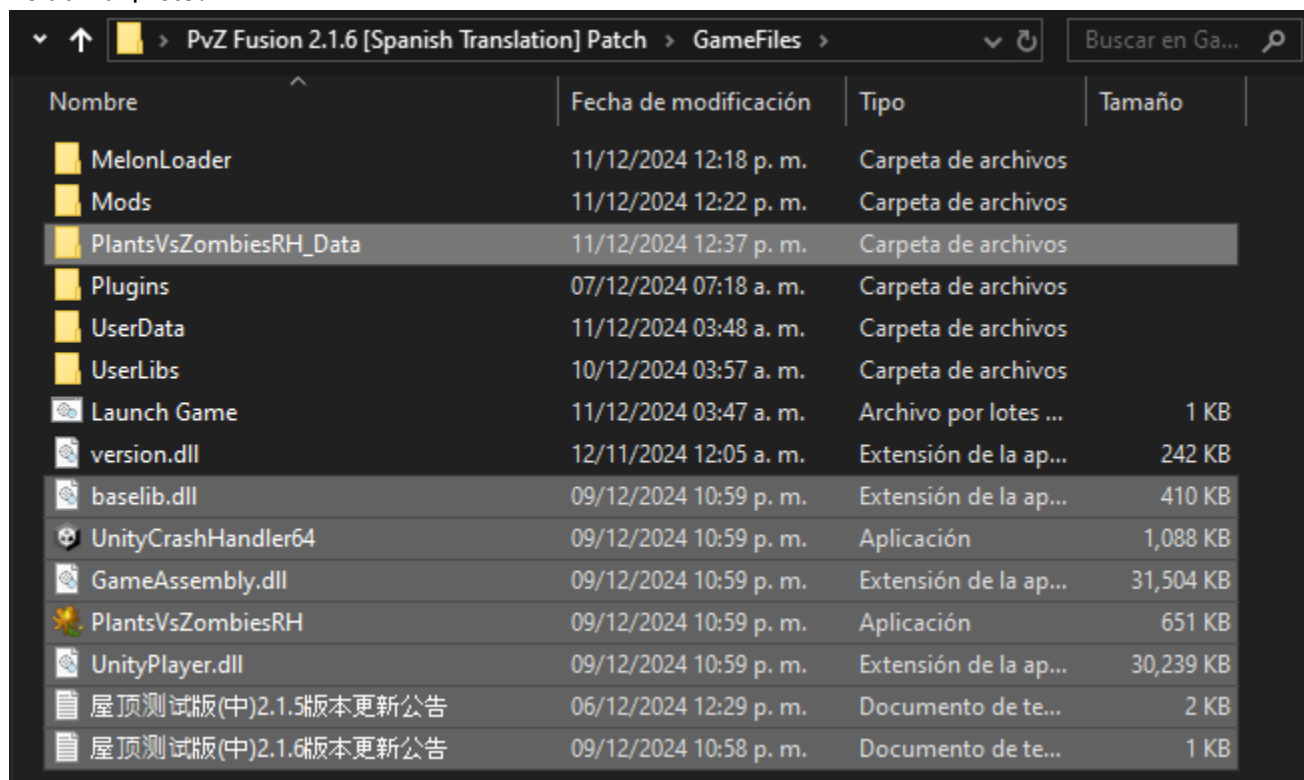 PvZ Fusion 2.1.6 [Spanish Translation] Patch > GameFiles > Buscar en Ga...
Nombre Fecha de modificación Tipo Tamaño
MelonLoader 11/12/2024 12:18 p. m. Carpeta de archivos
Mods 11/12/2024 12:22 p. m. Carpeta de archivos
PlantsVsZombiesRH_Data 11/12/2024 12:37 p. m. Carpeta de archivos
Plugins 07/12/2024 07:18 a. m. Carpeta de archivos
UserData 11/12/2024 03:48 a. m. Carpeta de archivos
UserLibs 10/12/2024 03:57 a. m. Carpeta de archivos
Launch Game 11/12/2024 03:47 a. m. Archivo por lotes ... 1 KB
version.dll 12/11/2024 12:05 a. m. Extensión de la ap... 242 KB
baselib.dll 09/12/2024 10:59 p. m. Extensión de la ap... 410 KB
UnityCrashHandler64 09/12/2024 10:59 p. m. Aplicación 1,088 KB
GameAssembly.dll 09/12/2024 10:59 p. m. Extensión de la ap... 31,504 KB
PlantsVsZombiesRH 09/12/2024 10:59 p. m. Aplicación 651 KB
UnityPlayer.dll 09/12/2024 10:59 p. m. Extensión de la ap... 30,239 KB
屋顶测试版(中)2.1.5版本更新公告 06/12/2024 12:29 p. m. Documento de te... 2 KB
屋顶测试版(中)2.1.6版本更新公告 09/12/2024 10:58 p. m. Documento de te... 1 KB